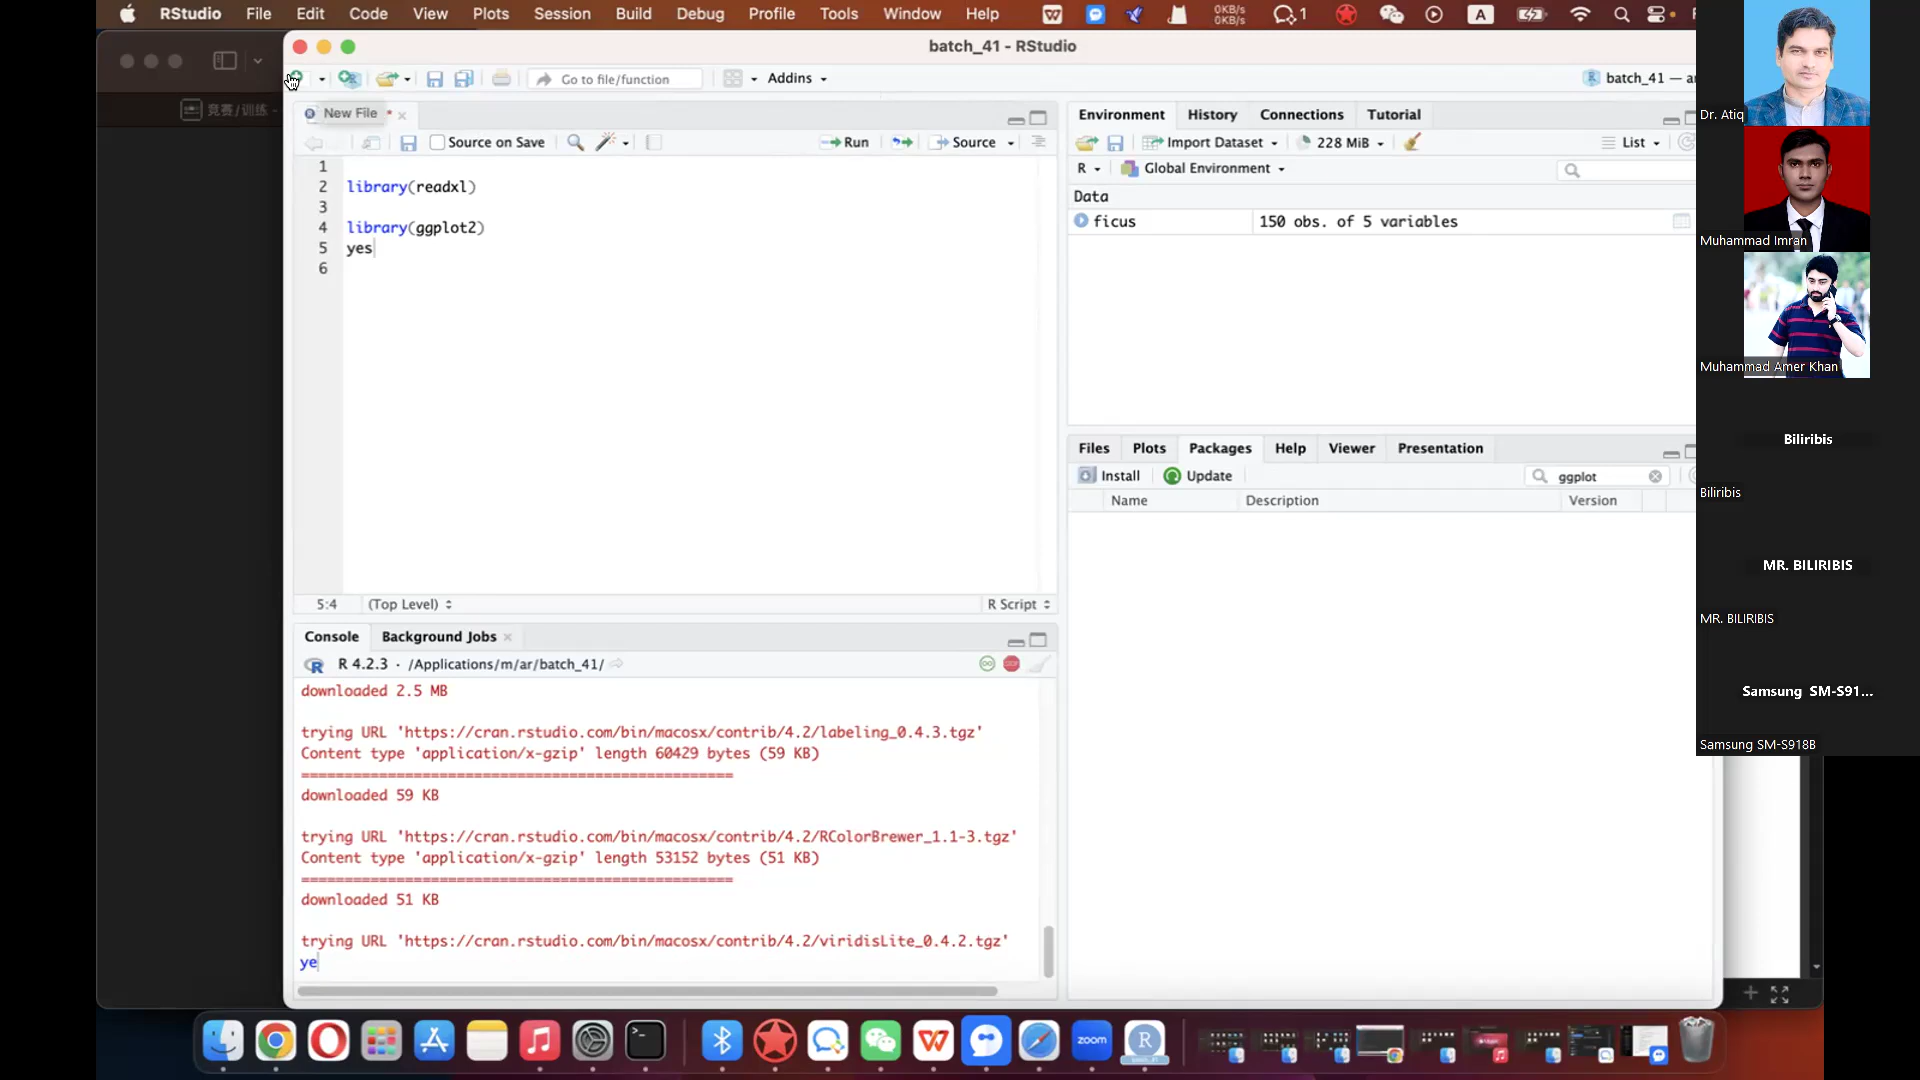 RStudio File Edit Code View Plots Session Build Debug Profile Tools Window Help
0KB/s
0KB/s
1
A
batch_41 - RStudio
Go to file/function
Addins
batch_41 — ar
竞赛/训练 -
New File
Source on Save
Run
Source
1
2 library(readxl)
3
4 library(ggplot2)
5 yes
6
5:4 (Top Level)
R Script
Console Background Jobs
R 4.2.3 · /Applications/m/ar/batch_41/
downloaded 2.5 MB
trying URL 'https://cran.rstudio.com/bin/macosx/contrib/4.2/labeling_0.4.3.tgz'
Content type 'application/x-gzip' length 60429 bytes (59 KB)
==================================================
downloaded 59 KB
trying URL 'https://cran.rstudio.com/bin/macosx/contrib/4.2/RColorBrewer_1.1-3.tgz'
Content type 'application/x-gzip' length 53152 bytes (51 KB)
==================================================
downloaded 51 KB
trying URL 'https://cran.rstudio.com/bin/macosx/contrib/4.2/viridisLite_0.4.2.tgz'
ye
Environment History Connections Tutorial
Import Dataset
228 MiB
List
R
Global Environment
Data
ficus 150 obs. of 5 variables
Files Plots Packages Help Viewer Presentation
Install
Update
ggplot
Name Description Version
Dr. Atiq
Muhammad Imran
Muhammad Amer Khan
Biliribis
Biliribis
MR. BILIRIBIS
MR. BILIRIBIS
Samsung SM-S91...
Samsung SM-S918B
zoom
R